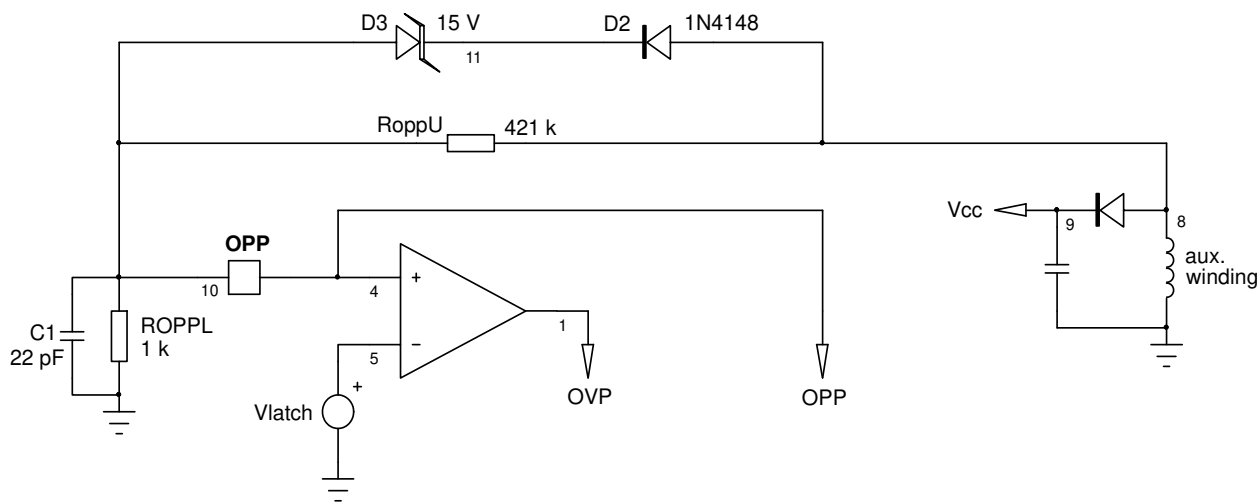 D3 15 V D2 1N4148
11
RoppU 421 k
Vcc
9 8
OPP
aux.
winding
10 4 +
C1
22 pF
ROPPL
1 k
1
5 −
+
Vlatch OVP OPP